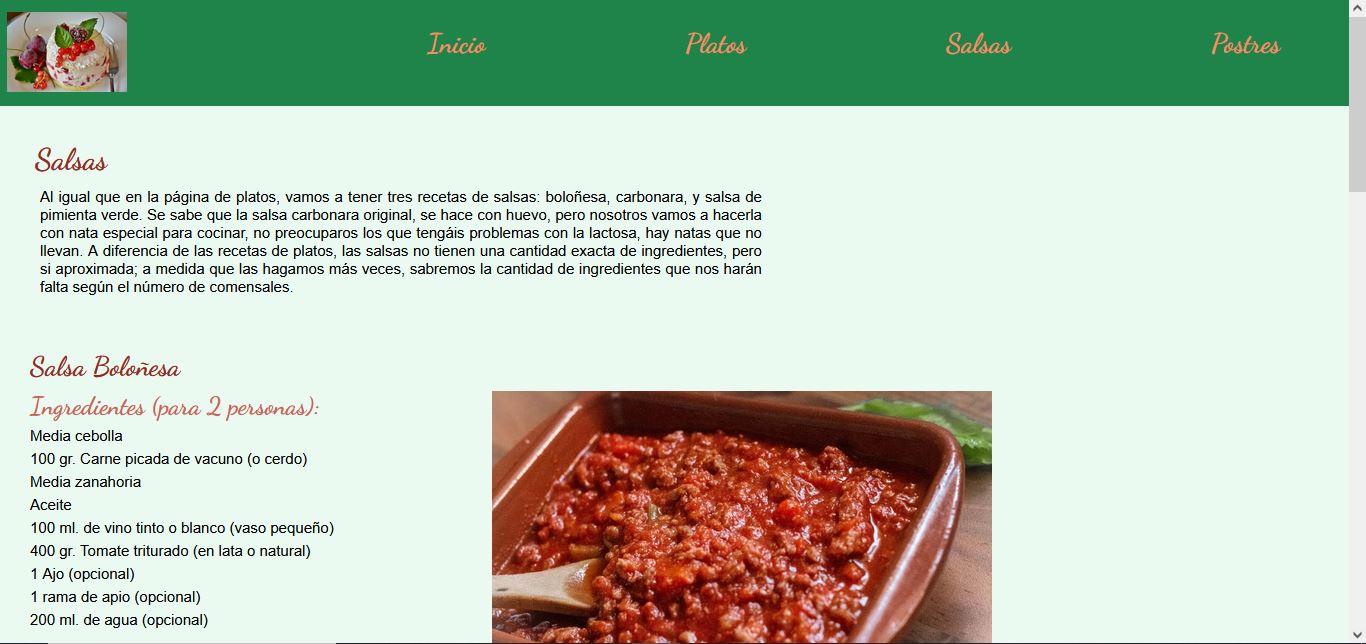 Inicio Platos Salsas Postres
Salsas
Al igual que en la página de platos, vamos a tener tres recetas de salsas: boloñesa, carbonara, y salsa de
pimienta verde. Se sabe que la salsa carbonara original, se hace con huevo, pero nosotros vamos a hacerla
con nata especial para cocinar, no preocuparos los que tengáis problemas con la lactosa, hay natas que no
llevan. A diferencia de las recetas de platos, las salsas no tienen una cantidad exacta de ingredientes, pero
si aproximada; a medida que las hagamos más veces, sabremos la cantidad de ingredientes que nos harán
falta según el número de comensales.
Salsa Boloñesa
Ingredientes (para 2 personas):
Media cebolla
100 gr. Carne picada de vacuno (o cerdo)
Media zanahoria
Aceite
100 ml. de vino tinto o blanco (vaso pequeño)
400 gr. Tomate triturado (en lata o natural)
1 Ajo (opcional)
1 rama de apio (opcional)
200 ml. de agua (opcional)